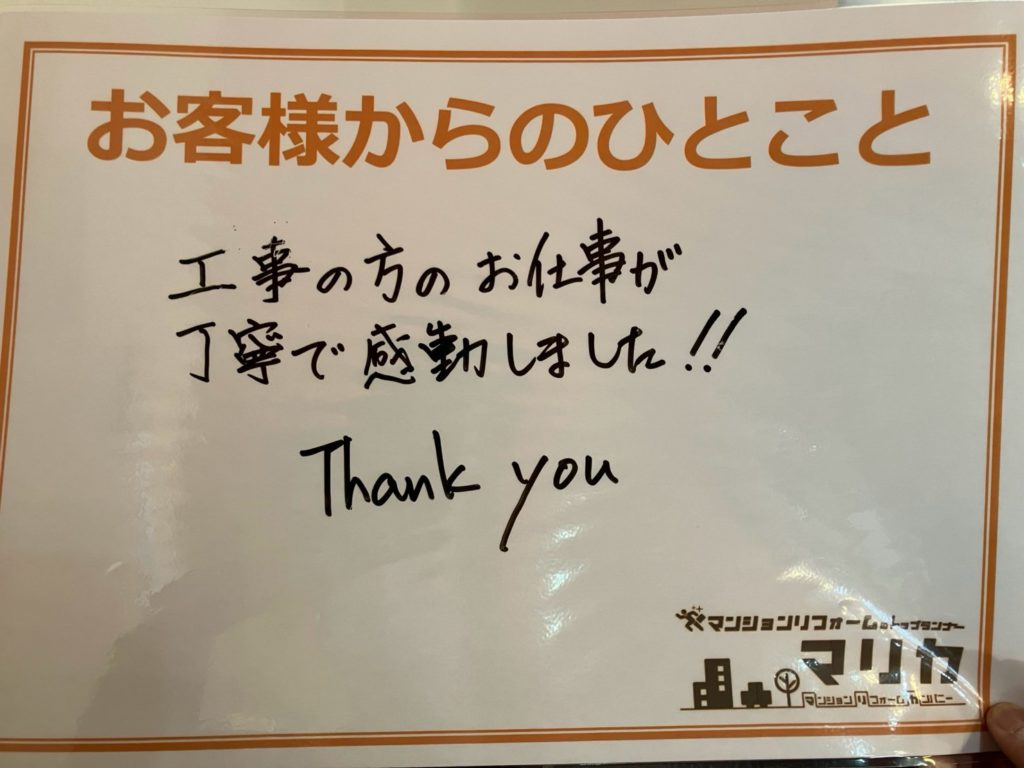 お客様からのひとこと
工事の方のお仕事が
丁寧で感動しました!!
Thank you
マンションリフォームのトップランナー
マリカ
マンションリフォームカンパニー